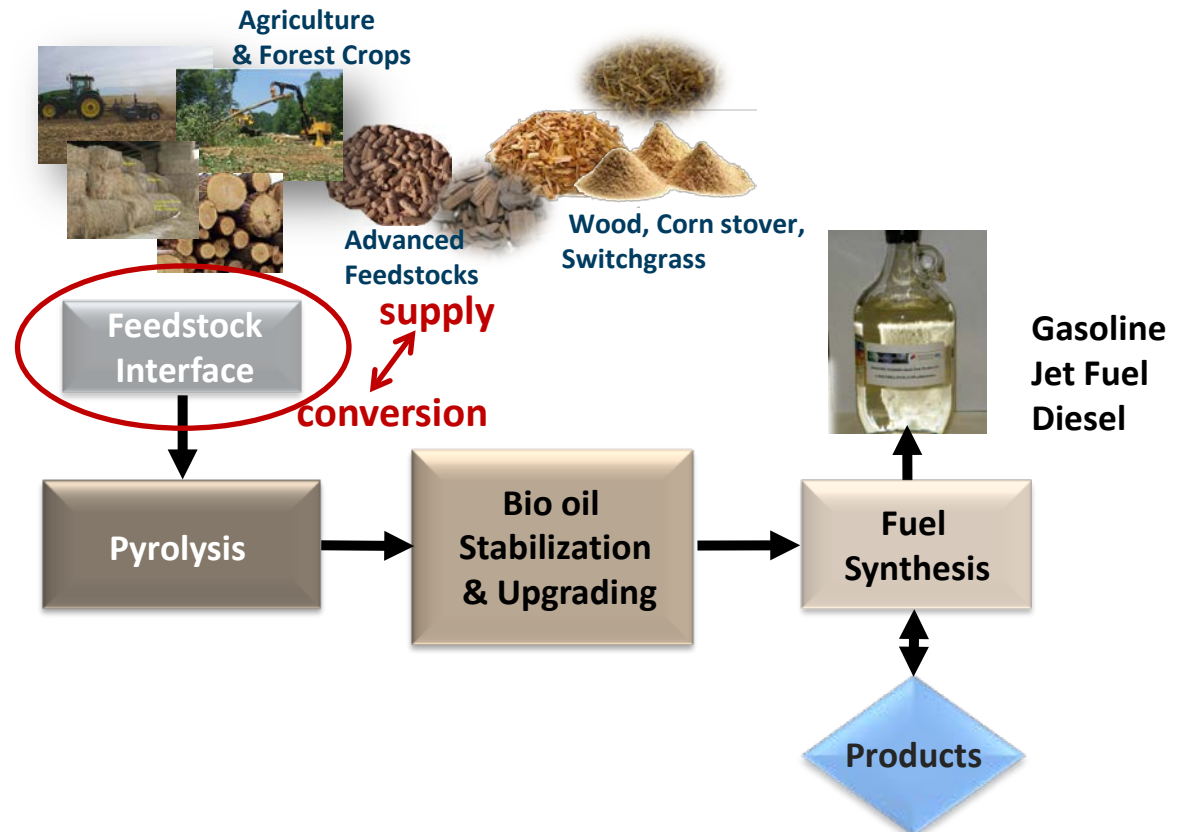 Agriculture
& Forest Crops
Advanced
Feedstocks
Wood, Corn stover,
Switchgrass
supply
conversion
Feedstock
Interface
Gasoline
Jet Fuel
Diesel
Pyrolysis
Bio oil
Stabilization
& Upgrading
Fuel
Synthesis
Products